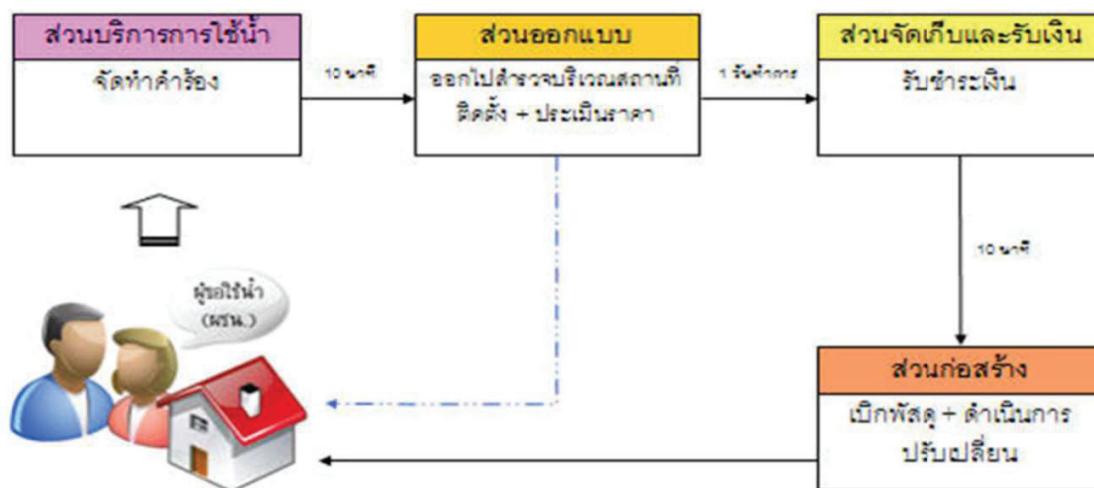 ส่วนบริการการใช้น้ำ
จัดทำคำร้อง
10 นาที
ส่วนออกแบบ
ออกไปสำรวจบริเวณสถานที่
ติดตั้ง + ประเมินราคา
1 วันทำการ
ส่วนจัดเก็บและรับเงิน
รับชำระเงิน
10 นาที
ผู้ขอใช้น้ำ
(ผขน.)
ส่วนก่อสร้าง
เบิกพัสดุ + ดำเนินการ
ปรับเปลี่ยน